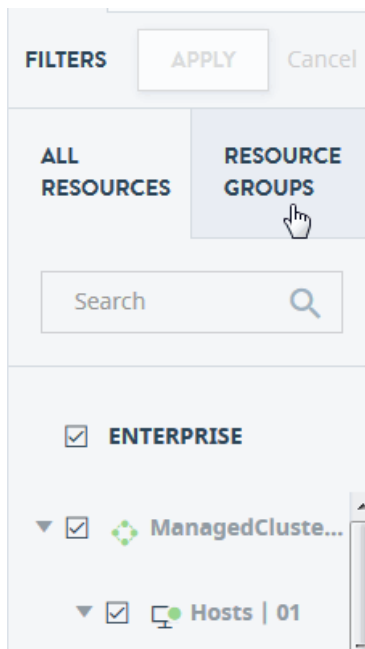 FILTERS APPLY Cancel
ALL RESOURCES
RESOURCE GROUPS
Search
ENTERPRISE
ManagedCluste...
Hosts | 01